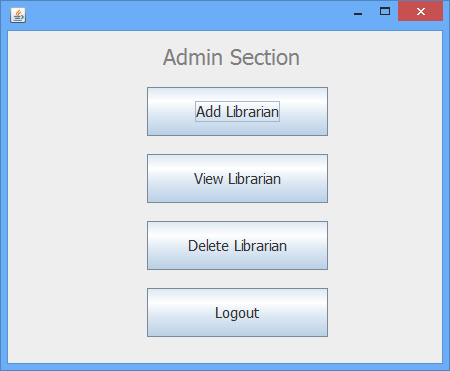 Admin Section
Add Librarian
View Librarian
Delete Librarian
Logout